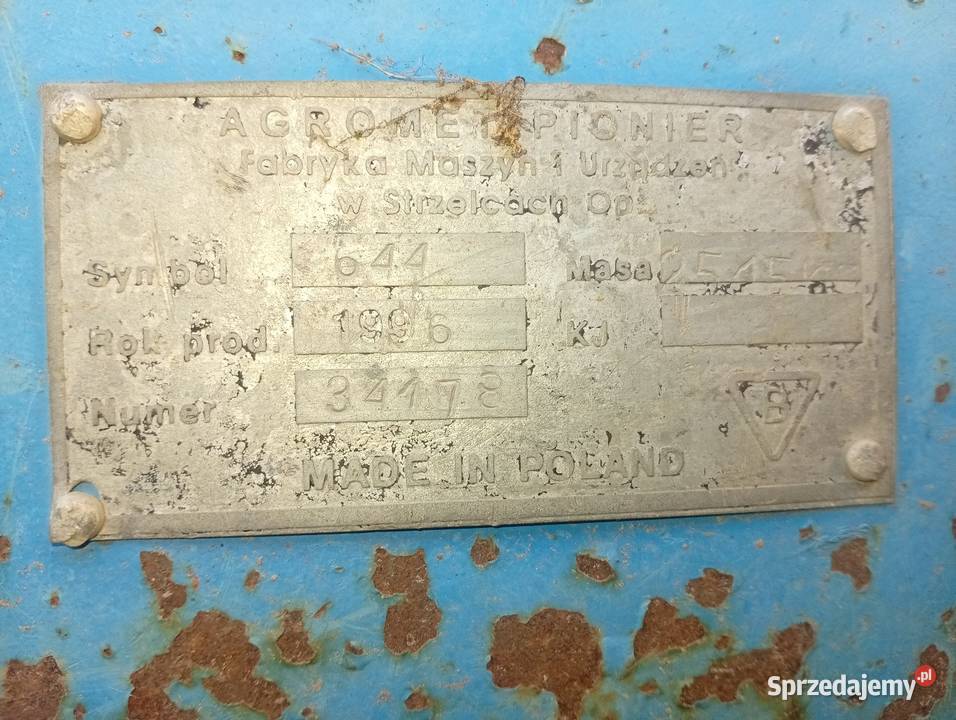 AGROMET PIONIER
Fabryka Maszyn i Urządzeń
w Strzelcach Op.
Symbol 644 Masa
Rok prod. 1996 KJ
Numer 34178 B
MADE IN POLAND
Sprzedajemy.pl